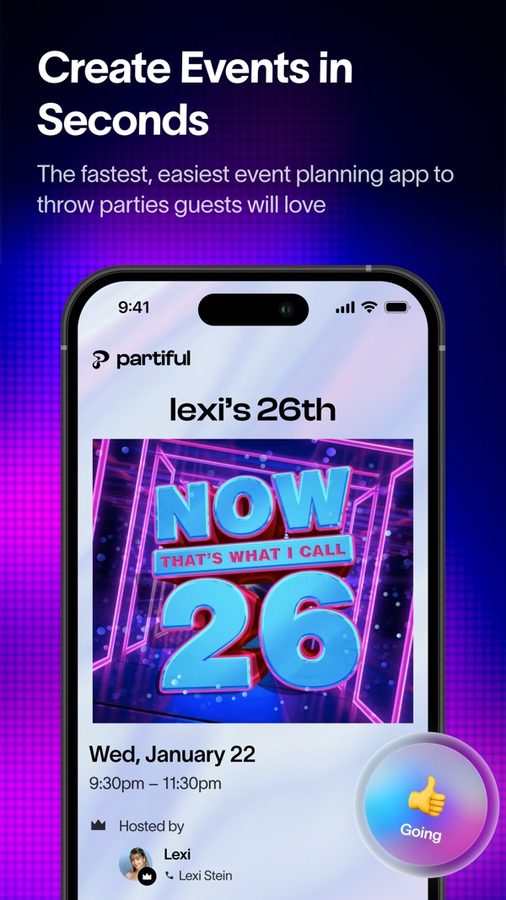 Create Events in
Seconds
The fastest, easiest event planning app to
throw parties guests will love
9:41
partiful
lexi's 26th
NOW
THAT'S WHAT I CALL
26
Wed, January 22
9:30pm – 11:30pm
Hosted by
Lexi
Lexi Stein
Going